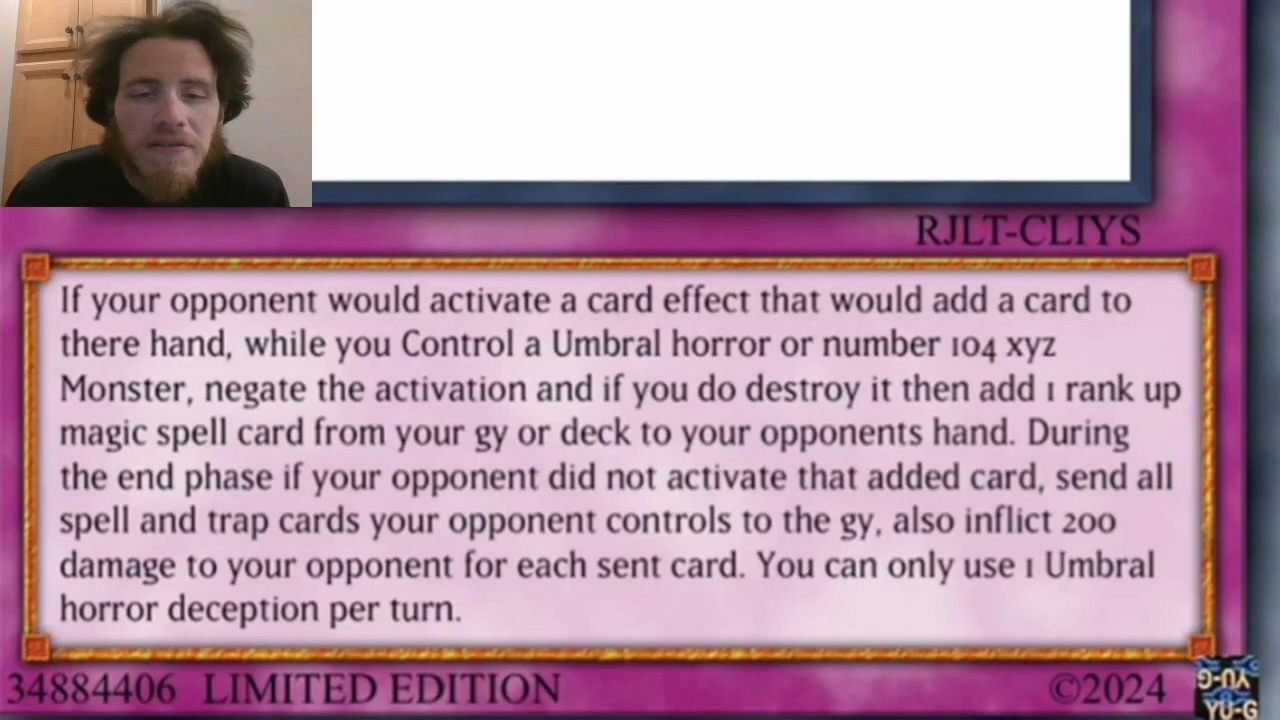 RJLT-CLIYS
If your opponent would activate a card effect that would add a card to
there hand, while you Control a Umbral horror or number 104 xyz
Monster, negate the activation and if you do destroy it then add 1 rank up
magic spell card from your gy or deck to your opponents hand. During
the end phase if your opponent did not activate that added card, send all
spell and trap cards your opponent controls to the gy, also inflict 200
damage to your opponent for each sent card. You can only use 1 Umbral
horror deception per turn.
34884406 LIMITED EDITION ©2024
YU-G
YU-G